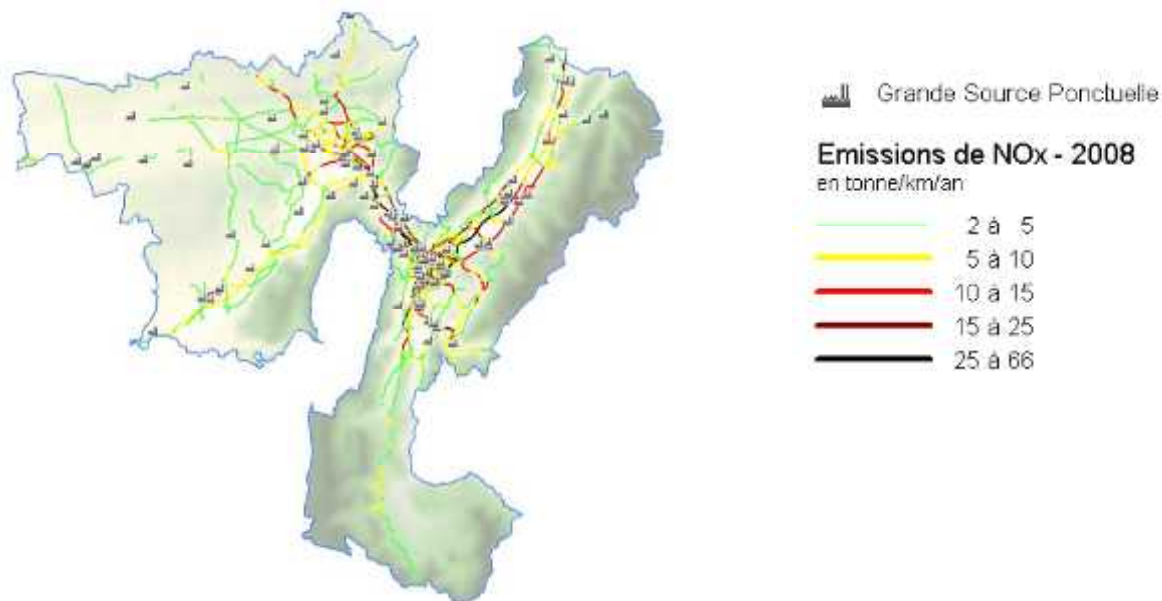 Grande Source Ponctuelle
Emissions de NOx - 2008
en tonne/km/an
2 à 5
5 à 10
10 à 15
15 à 25
25 à 66